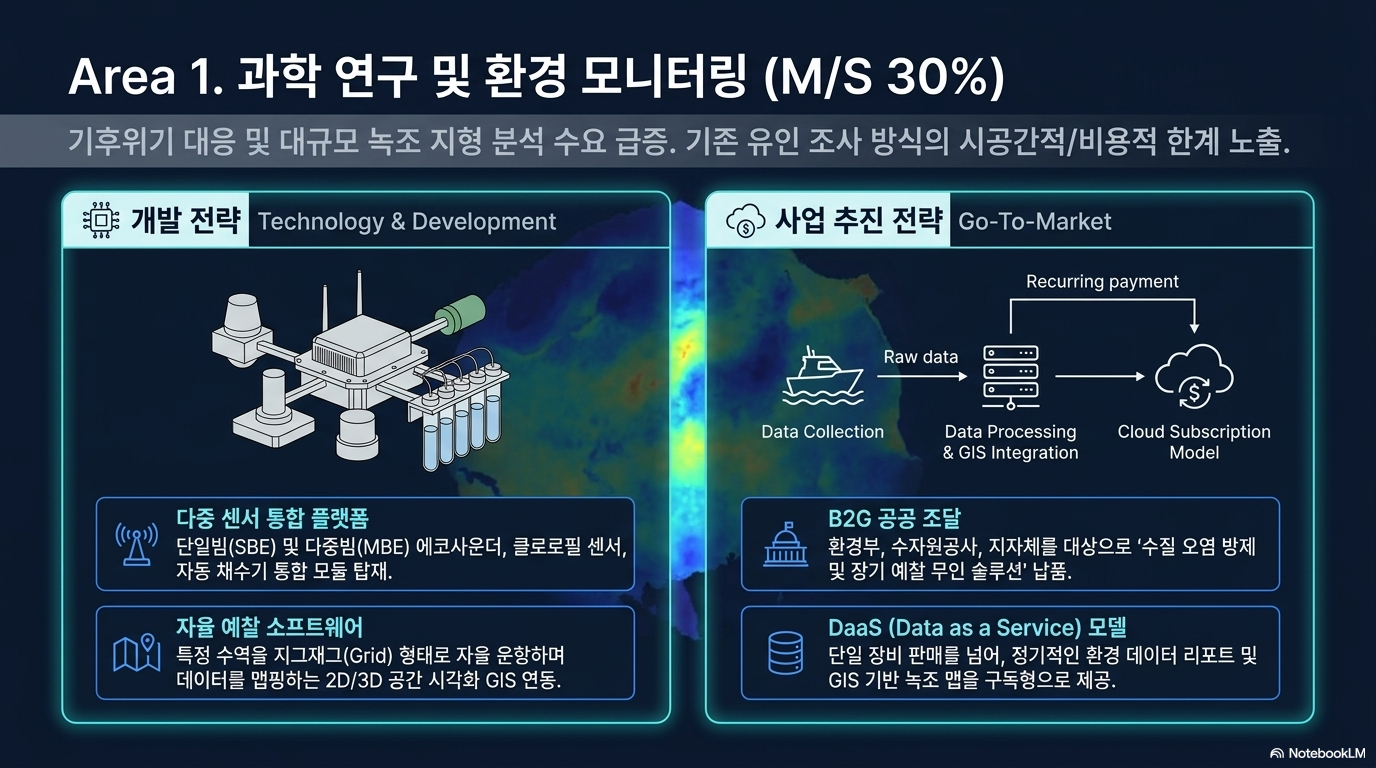 Area 1. 과학 연구 및 환경 모니터링 (M/S 30%)
기후위기 대응 및 대규모 녹조 지형 분석 수요 급증. 기존 유인 조사 방식의 시공간적/비용적 한계 노출.
개발 전략 Technology & Development
다중 센서 통합 플랫폼
단일빔(SBE) 및 다중빔(MBE) 에코사운더, 클로로필 센서,
자동 채수기 통합 모듈 탑재.
자율 예찰 소프트웨어
특정 수역을 지그재그(Grid) 형태로 자율 운항하며
데이터를 맵핑하는 2D/3D 공간 시각화 GIS 연동.
사업 추진 전략 Go-To-Market
Recurring payment
Raw data
Data Collection
Data Processing
& GIS Integration
Cloud Subscription
Model
B2G 공공 조달
환경부, 수자원공사, 지자체를 대상으로 '수질 오염 방제
및 장기 예찰 무인 솔루션' 납품.
DaaS (Data as a Service) 모델
단일 장비 판매를 넘어, 정기적인 환경 데이터 리포트 및
GIS 기반 녹조 맵을 구독형으로 제공.
NotebookLM